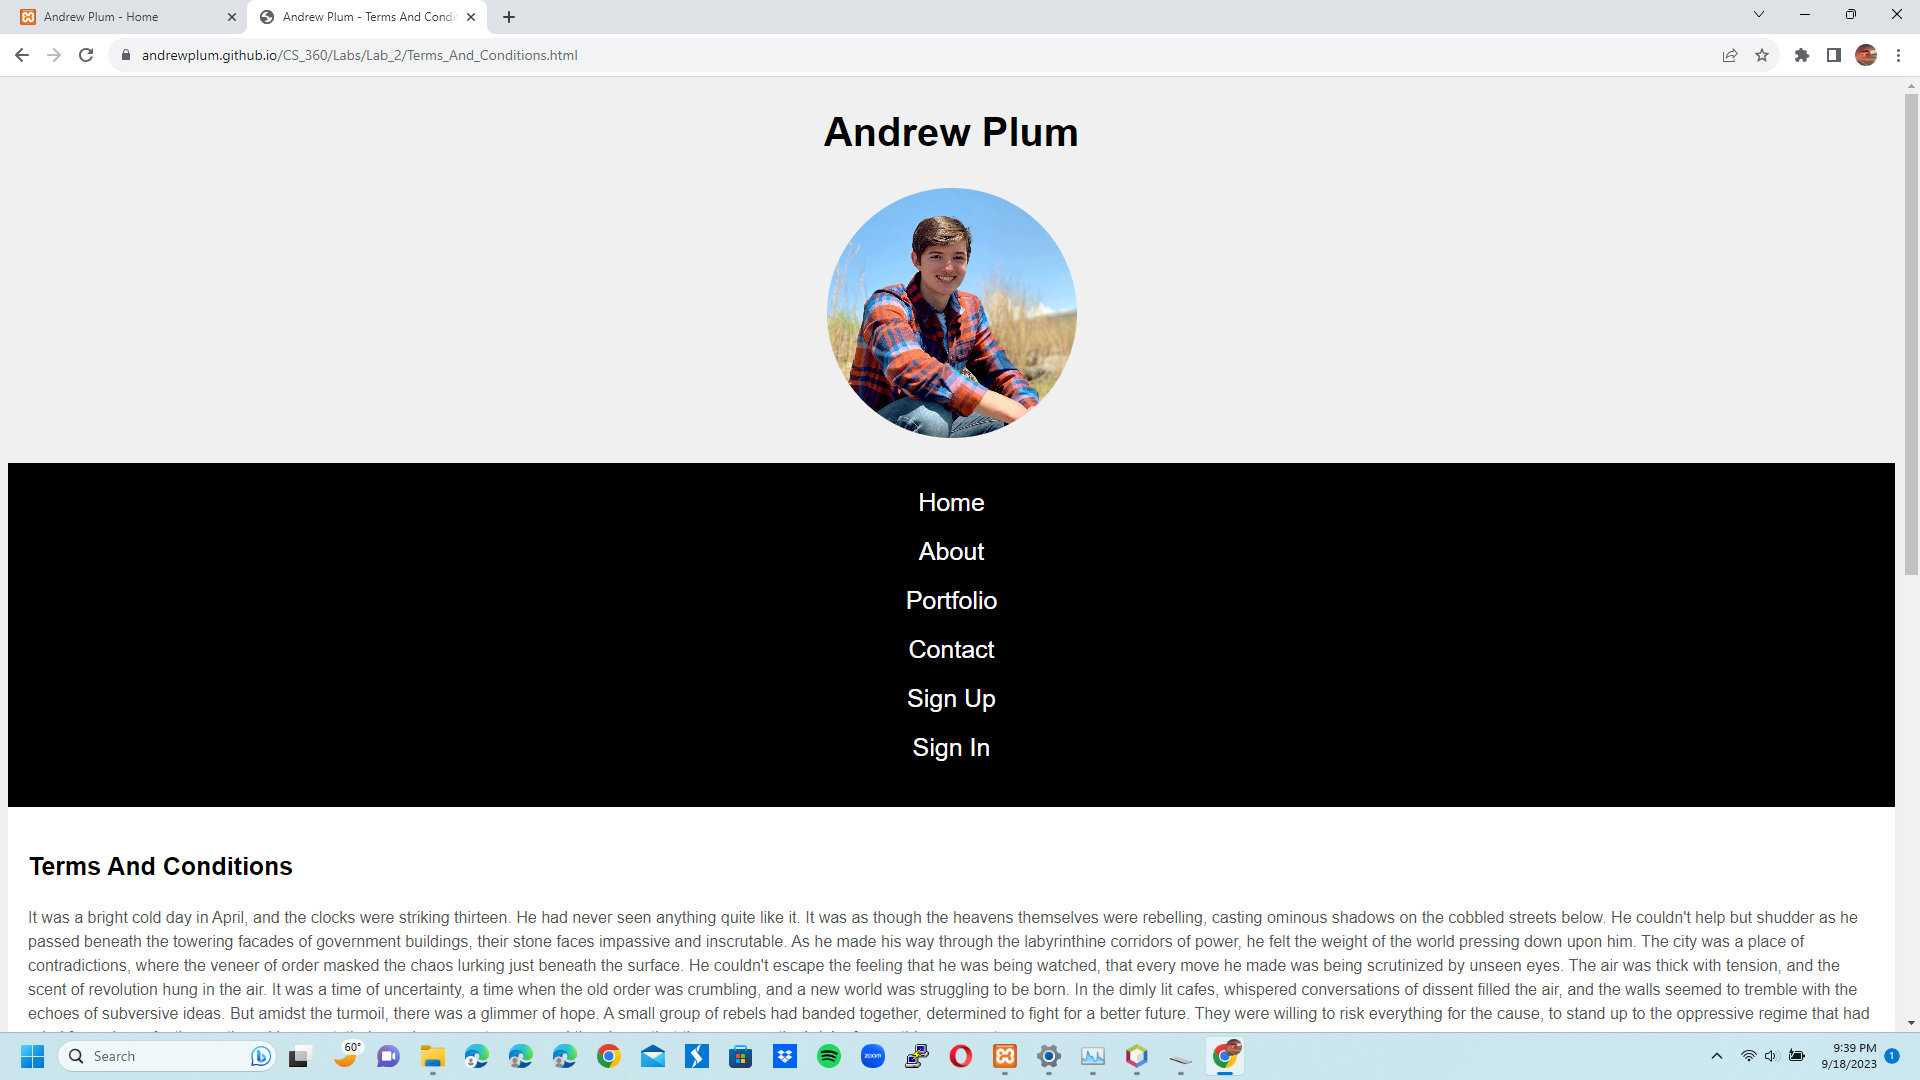 Andrew Plum - Home
Andrew Plum - Terms And Condi
andrewplum.github.io/CS_360/Labs/Lab_2/Terms_And_Conditions.html
Andrew Plum
Home
About
Portfolio
Contact
Sign Up
Sign In
Terms And Conditions
It was a bright cold day in April, and the clocks were striking thirteen. He had never seen anything quite like it. It was as though the heavens themselves were rebelling, casting ominous shadows on the cobbled streets below. He couldn't help but shudder as he
passed beneath the towering facades of government buildings, their stone faces impassive and inscrutable. As he made his way through the labyrinthine corridors of power, he felt the weight of the world pressing down upon him. The city was a place of
contradictions, where the veneer of order masked the chaos lurking just beneath the surface. He couldn't escape the feeling that he was being watched, that every move he made was being scrutinized by unseen eyes. The air was thick with tension, and the
scent of revolution hung in the air. It was a time of uncertainty, a time when the old order was crumbling, and a new world was struggling to be born. In the dimly lit cafes, whispered conversations of dissent filled the air, and the walls seemed to tremble with the
echoes of subversive ideas. But amidst the turmoil, there was a glimmer of hope. A small group of rebels had banded together, determined to fight for a better future. They were willing to risk everything for the cause, to stand up to the oppressive regime that had
Search
60°
zoom
9:39 PM
9/18/2023
1